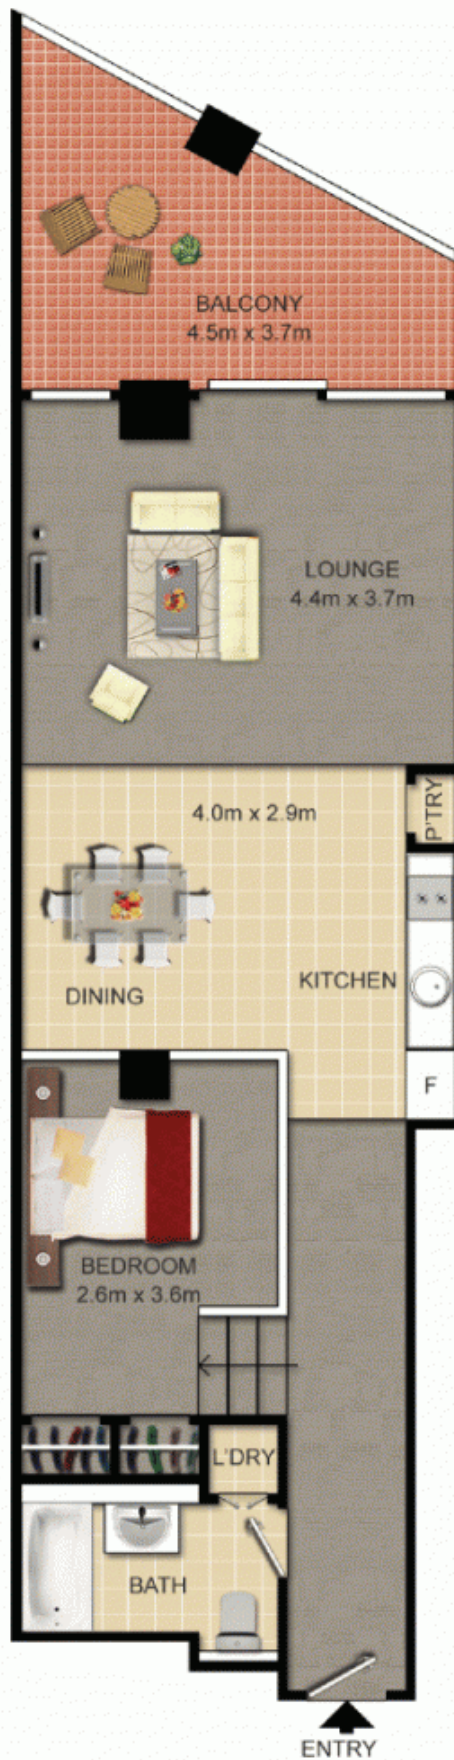 BALCONY
4.5m x 3.7m
LOUNGE
4.4m x 3.7m
4.0m x 2.9m
P'TRY
KITCHEN
DINING
F
BEDROOM
2.6m x 3.6m
L'DRY
BATH
ENTRY